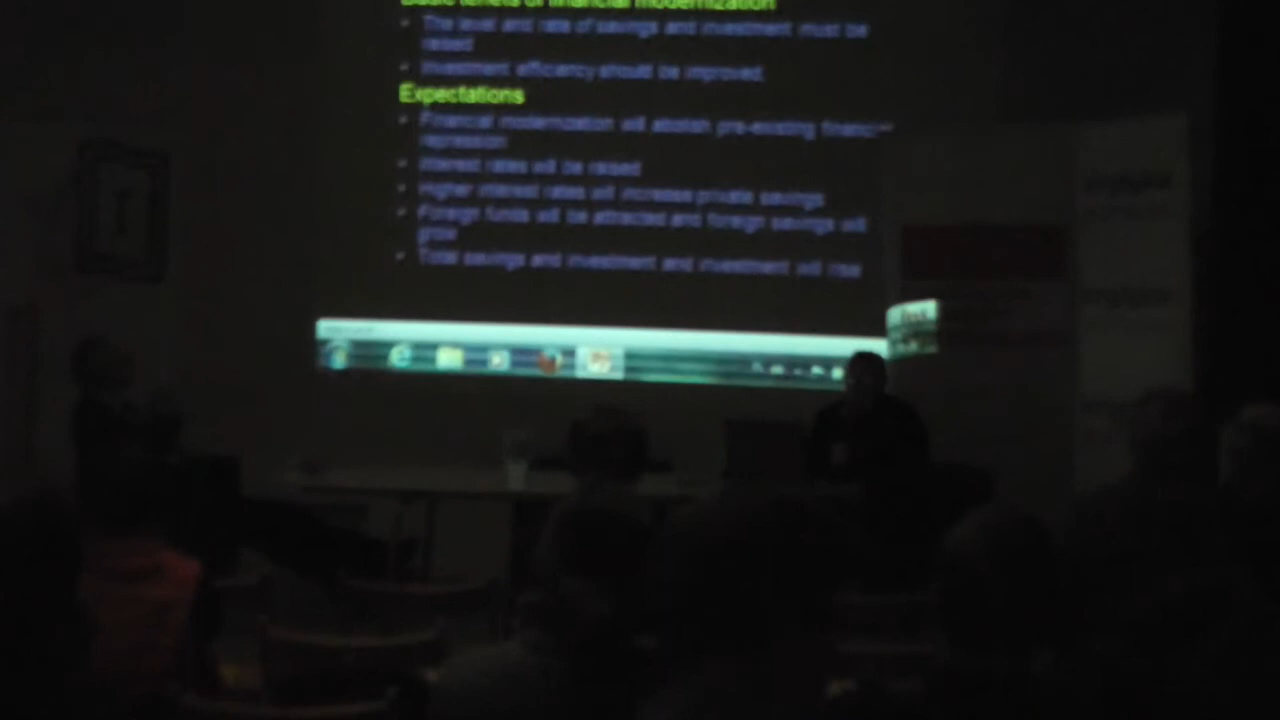 Basic tenets of financial modernization
The level and rate of savings and investment must be
raised
Investment efficiency should be improved.
Expectations
Financial modernization will abolish pre-existing financial
repression
Interest rates will be raised
Higher interest rates will increase private savings
Foreign funds will be attracted and foreign savings will
grow
Total savings and investment and investment will rise